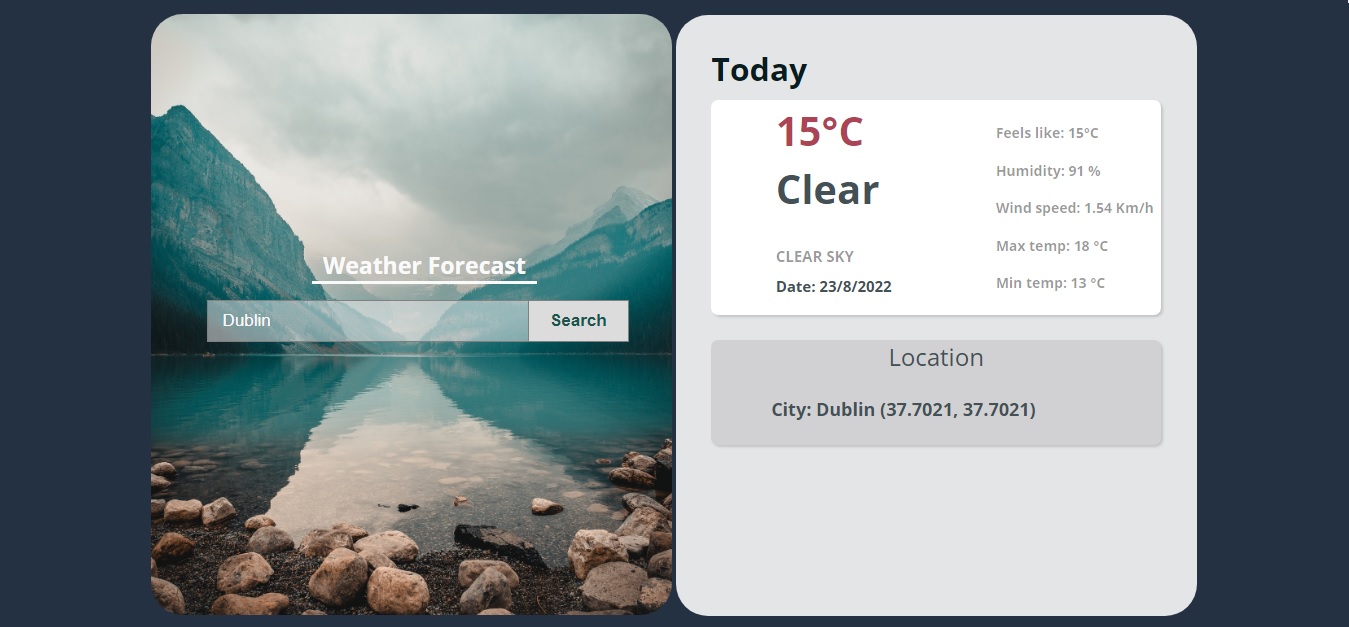 Weather Forecast
Dublin
Search
Today
15°C
Clear
CLEAR SKY
Date: 23/8/2022
Feels like: 15°C
Humidity: 91 %
Wind speed: 1.54 Km/h
Max temp: 18 °C
Min temp: 13 °C
Location
City: Dublin (37.7021, 37.7021)